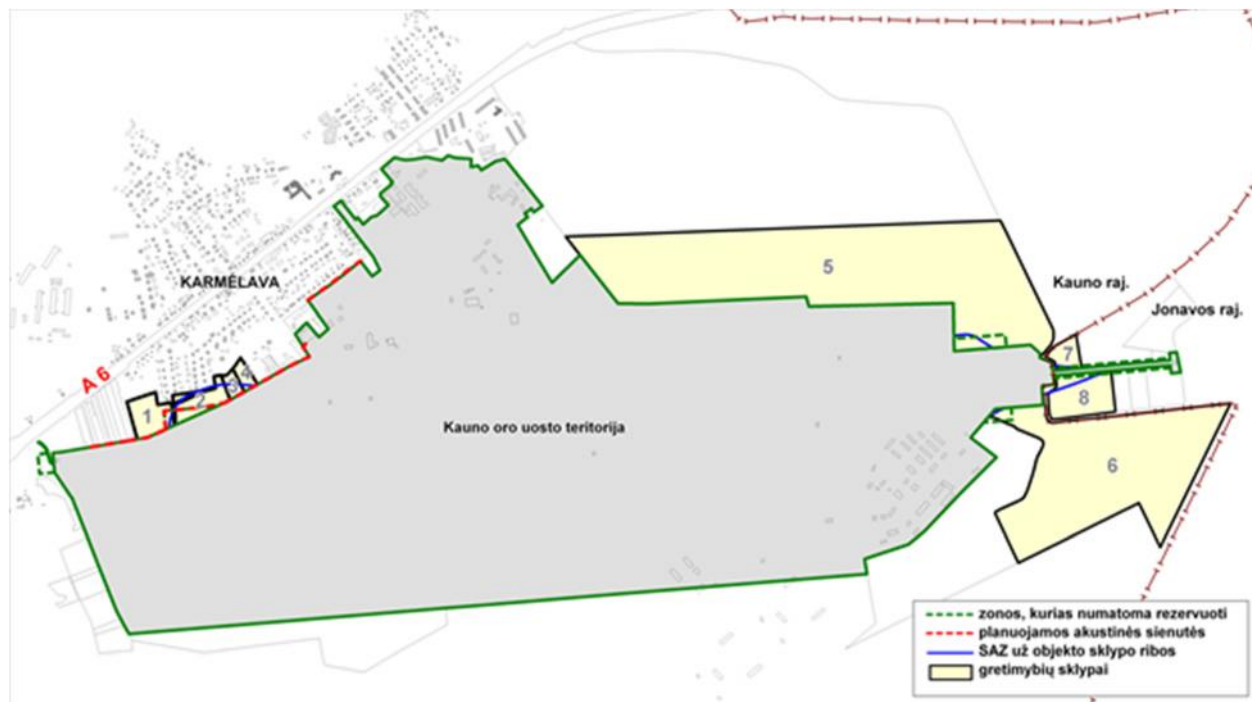 5
KARMĖLAVA
Kauno raj.
Jonavos raj.
7
A 6
4
3
2
8
1
Kauno oro uosto teritorija
6
zonos, kurias numatoma rezervuoti
planuojamos akustinės sienutės
SAZ už objekto sklypo ribos
gretimybių sklypai